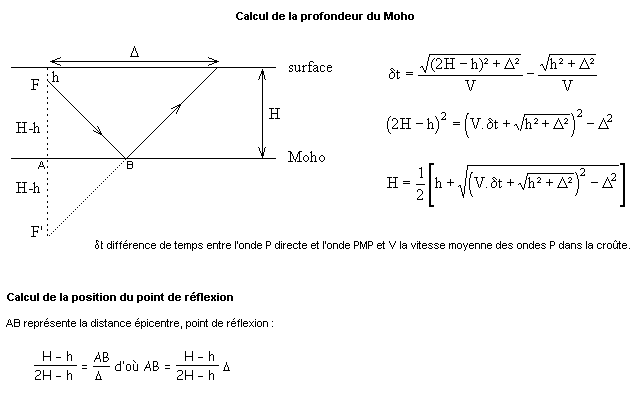 Calcul de la profondeur du Moho
Δ
surface
F
h
H-h
H
A
B
Moho
H-h
F'
δt = √((2H − h)² + Δ²) / V − √(h² + Δ²) / V
(2H − h)² = (V.δt + √(h² + Δ²))² − Δ²
H = 1/2 [h + √((V.δt + √(h² + Δ²))² − Δ²)]
δt différence de temps entre l'onde P directe et l'onde PMP et V la vitesse moyenne des ondes P dans la croûte.
Calcul de la position du point de réflexion
AB représente la distance épicentre, point de réflexion :
(H − h) / (2H − h) = AB / Δ d'où AB = (H − h) / (2H − h) Δ